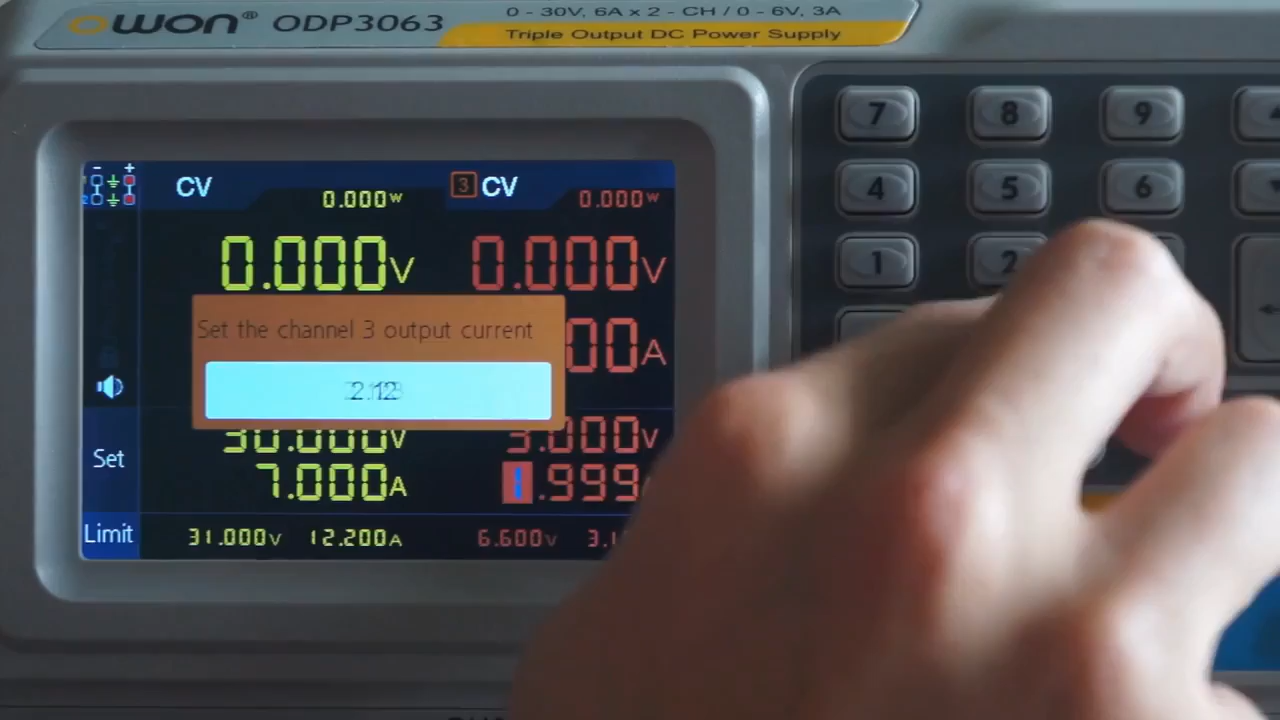 OWON® ODP3063
0 - 30V, 6A x 2 - CH / 0 - 6V, 3A
Triple Output DC Power Supply
CV
0.000W
3 CV
0.000W
0.000V
0.000V
Set the channel 3 output current
00A
30.000V
3.000V
Set
7.000A
1.999
Limit
31.000V 12.200A
6.600V 3.1
7 8 9
4 5 6
1 2